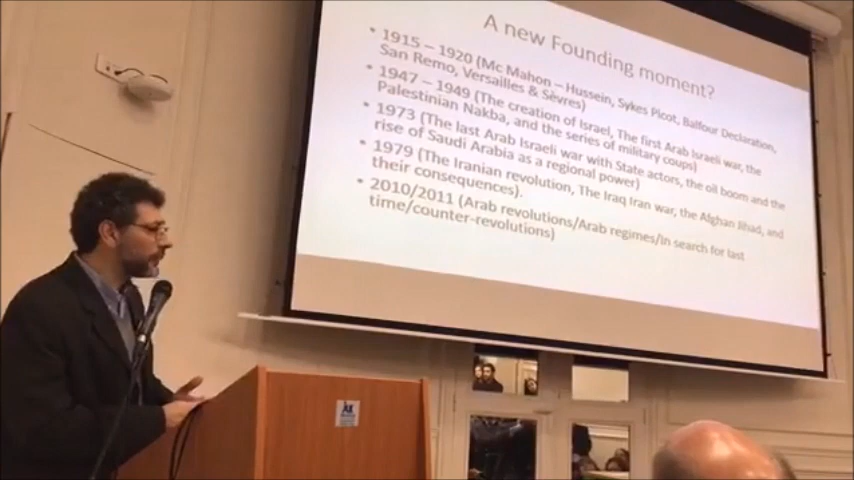 A new Founding moment?
• 1915 – 1920 (Mc Mahon – Hussein, Sykes Picot, Balfour Declaration,
San Remo, Versailles & Sèvres)
• 1947 – 1949 (The creation of Israel, The first Arab Israeli war, the
Palestinian Nakba, and the series of military coups)
• 1973 (The last Arab Israeli war with State actors, the oil boom and the
rise of Saudi Arabia as a regional power)
• 1979 (The Iranian revolution, The Iraq Iran war, the Afghan Jihad, and
their consequences).
• 2010/2011 (Arab revolutions/Arab regimes/In search for last
time/counter-revolutions)